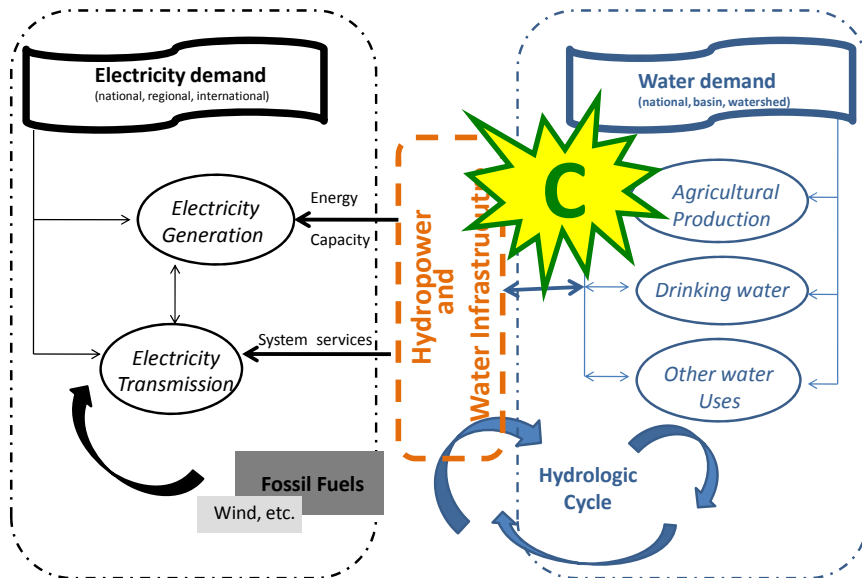 Electricity demand
(national, regional, international)
Electricity
Generation
Energy
Capacity
System services
Electricity
Transmission
Fossil Fuels
Wind, etc.
Hydropower
and
Water Infrastrucutre
C
Water demand
(national, basin, watershed)
Agricultural
Production
Drinking water
Other water
Uses
Hydrologic
Cycle